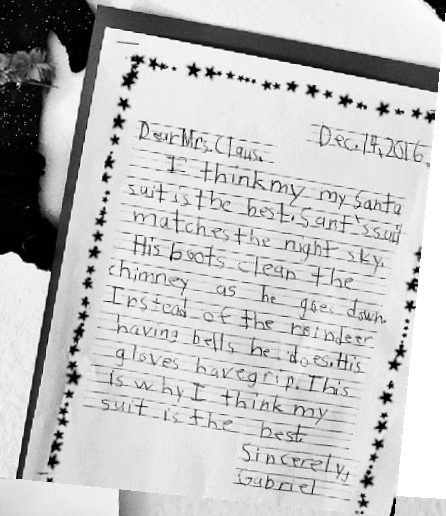 Dec. 14, 2016.
Dear Mrs. Claus.
I think my my Santa
suit is the best. Sant's suit
matches the night sky.
His boots clean the
chimney as he goes down.
Instead of the reindeer
having bells he does. His
gloves have grip. This
is why I think my
suit is the best.
Sincerely,
Gabriel